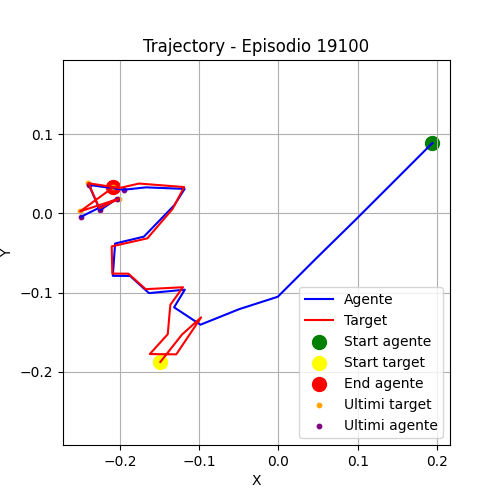 Trajectory - Episodio 19100
Y
0.1
0.0
−0.1
−0.2
−0.2
−0.1
0.0
0.1
0.2
X
Agente
Target
Start agente
Start target
End agente
Ultimi target
Ultimi agente